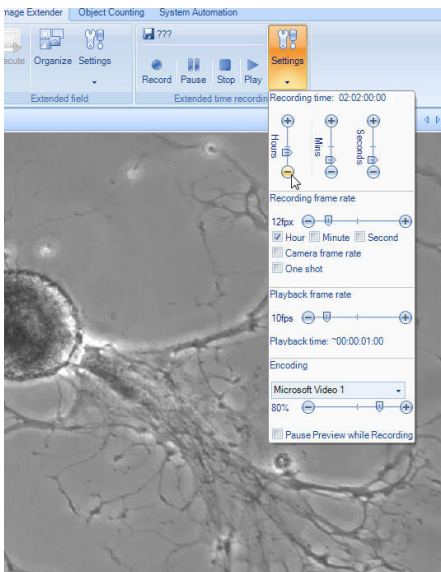 mage Extender Object Counting System Automation
???
ecute Organize Settings Record Pause Stop Play Settings
Extended field Extended time recordin
Recording time: 02:02:00:00
Hours Mins Seconds
Recording frame rate
12fpx
Hour Minute Second
Camera frame rate
One shot
Playback frame rate
10fps
Playback time: ~00:00:01:00
Encoding
Microsoft Video 1
80%
Pause Preview while Recording